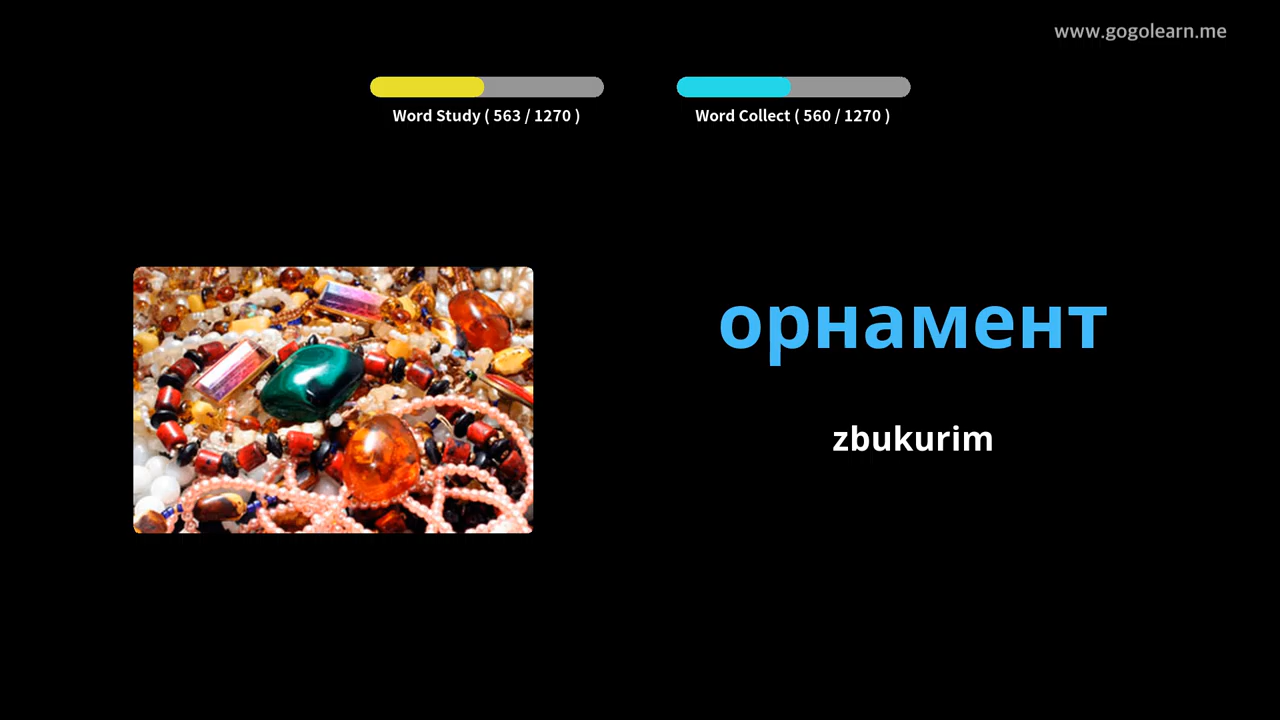 www.gogolearn.me
Word Study ( 563 / 1270 )
Word Collect ( 560 / 1270 )
орнамент
zbukurim